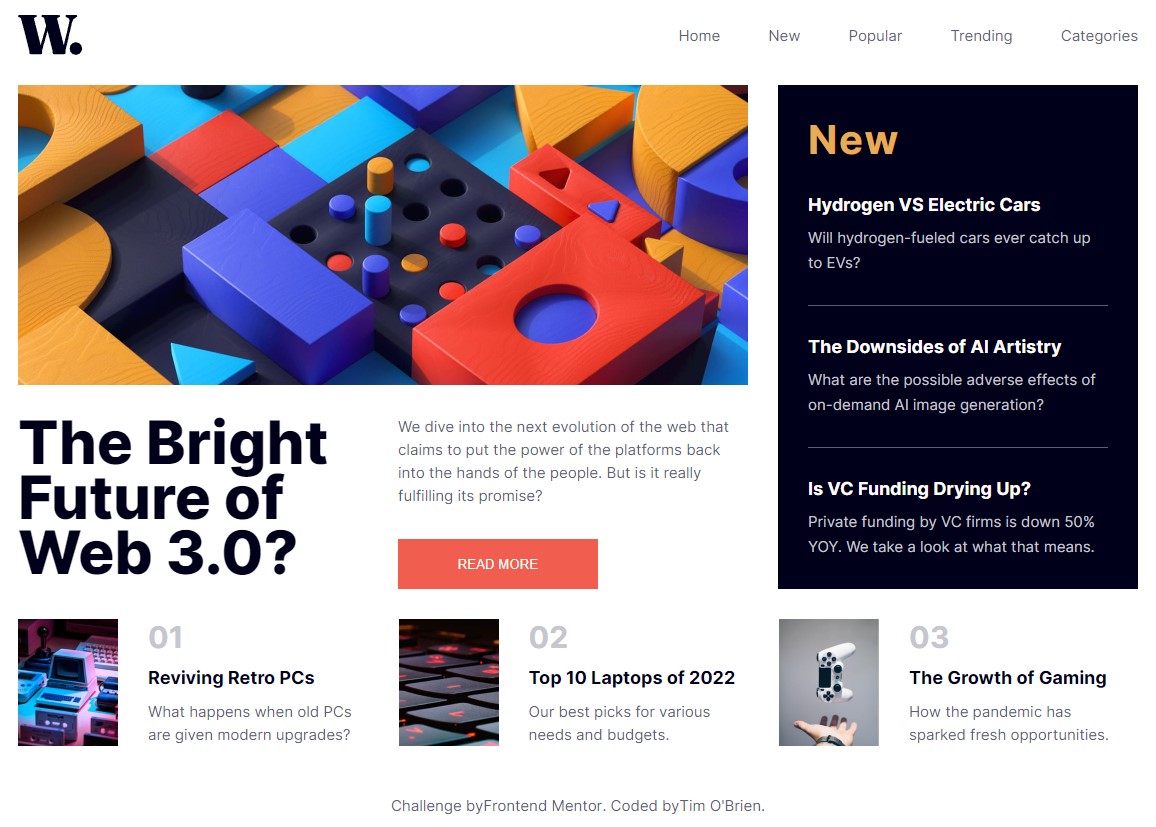 W.
Home New Popular Trending Categories
New
Hydrogen VS Electric Cars
Will hydrogen-fueled cars ever catch up
to EVs?
The Downsides of AI Artistry
What are the possible adverse effects of
on-demand AI image generation?
Is VC Funding Drying Up?
Private funding by VC firms is down 50%
YOY. We take a look at what that means.
The Bright
Future of
Web 3.0?
We dive into the next evolution of the web that
claims to put the power of the platforms back
into the hands of the people. But is it really
fulfilling its promise?
READ MORE
01
Reviving Retro PCs
What happens when old PCs
are given modern upgrades?
02
Top 10 Laptops of 2022
Our best picks for various
needs and budgets.
03
The Growth of Gaming
How the pandemic has
sparked fresh opportunities.
Challenge byFrontend Mentor. Coded byTim O'Brien.